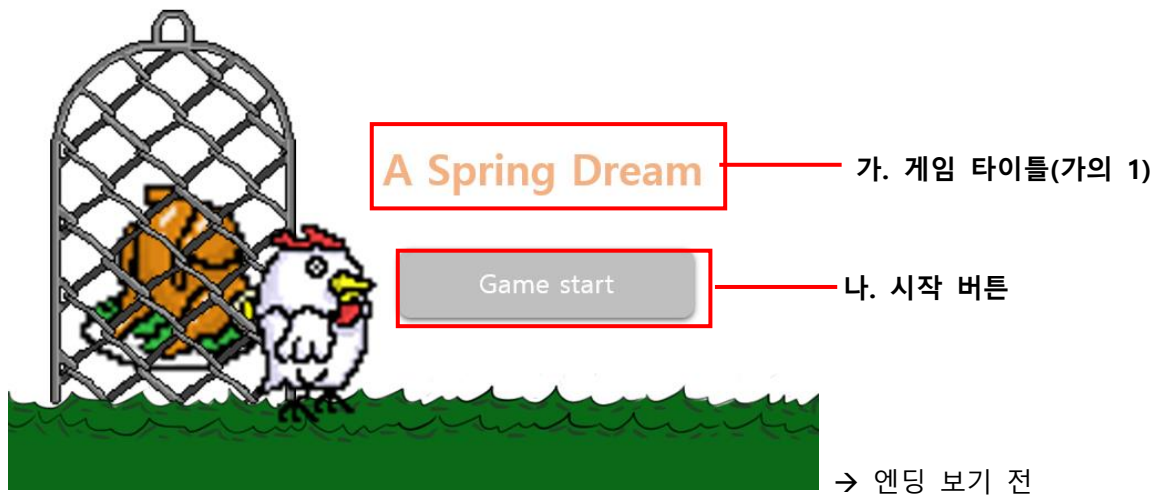 A Spring Dream
가. 게임 타이틀(가의 1)
Game start
나. 시작 버튼
→ 엔딩 보기 전